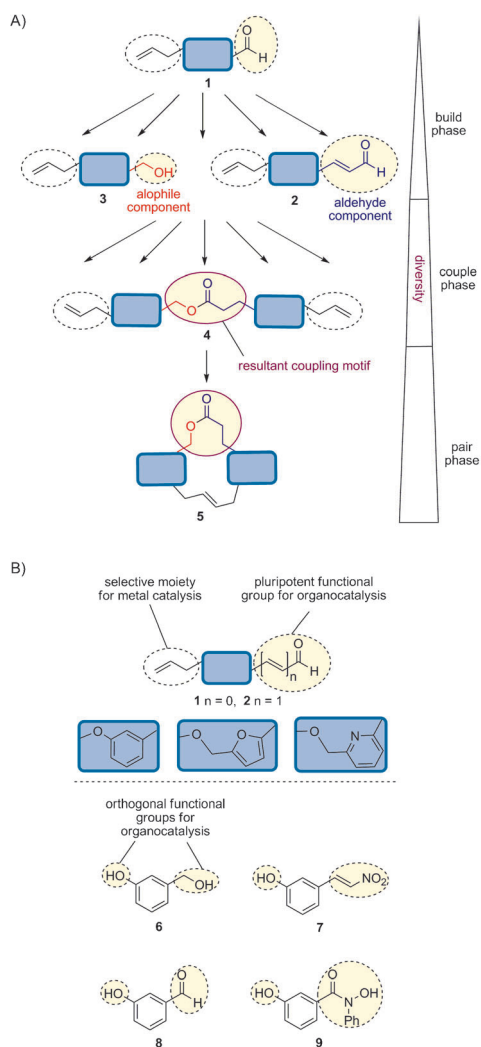 A)
O
H
1
build
phase
OH
alophile
component
3
O
H
2
aldehyde
component
diversity
couple
phase
O
O
4
resultant coupling motif
O
O
5
pair
phase
B)
selective moiety
for metal catalysis
pluripotent functional
group for organocatalysis
O
H
n
1 n = 0, 2 n = 1
O
O
O
O
N
orthogonal functional
groups for
organocatalysis
HO
OH
6
HO
NO2
7
HO
O
H
8
HO
O
N
OH
Ph
9